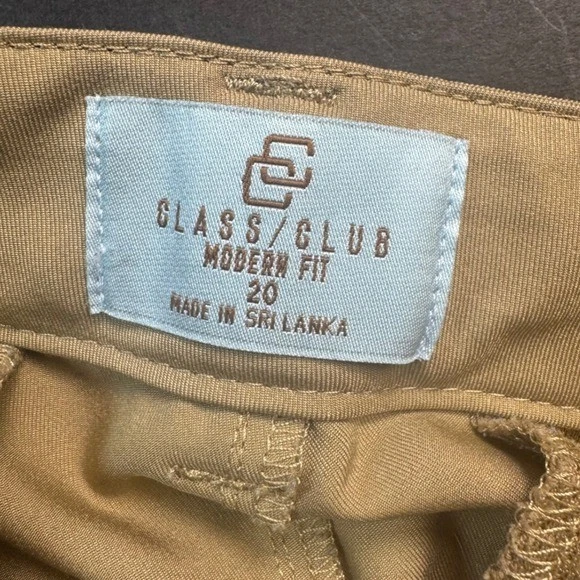 CLASS/CLUB
MODERN FIT
20
MADE IN SRI LANKA